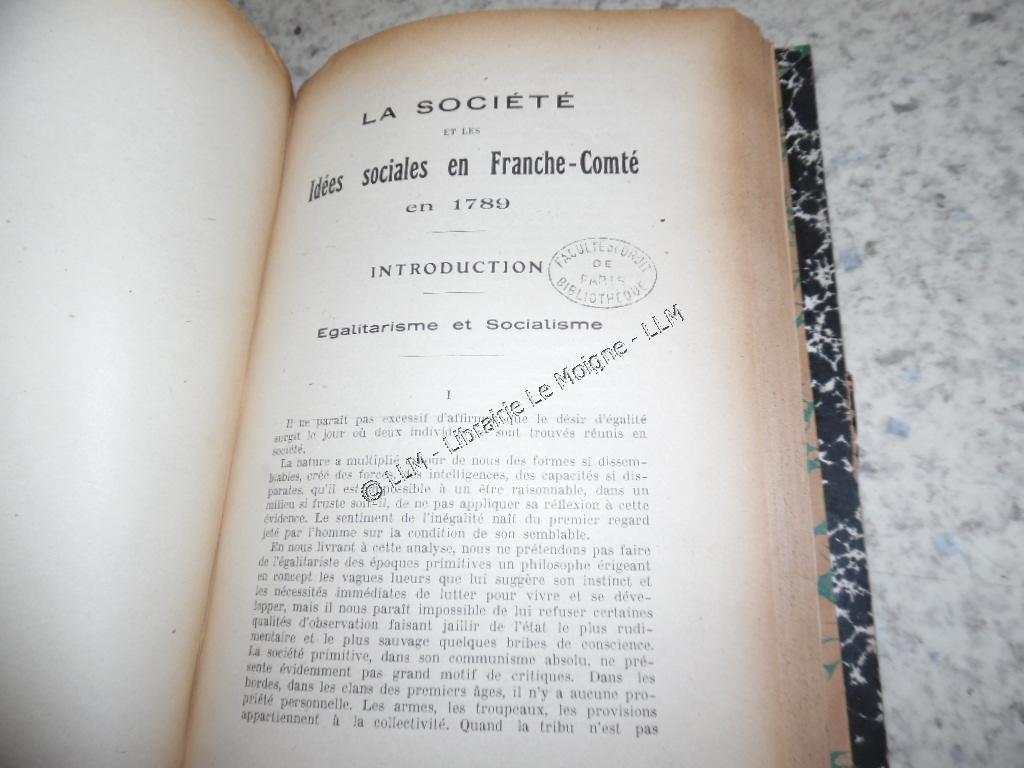 LA SOCIÉTÉ
ET LES
Idées sociales en Franche-Comté
en 1789
INTRODUCTION
FACULTÉ DE DROIT
DE
PARIS
BIBLIOTHÈQUE
Egalitarisme et Socialisme
© LLM - Librairie Le Moigne - LLM
I
Il ne paraît pas excessif d'affirmer que le désir d'égalité
surgit le jour où deux individus se sont trouvés réunis en
société.
La nature a multiplié autour de nous des formes si dissem-
blables, créé des forces, des intelligences, des capacités si dis-
parates, qu'il est impossible à un être raisonnable, dans un
milieu si fruste soit-il, de ne pas appliquer sa réflexion à cette
évidence. Le sentiment de l'inégalité naît du premier regard
jeté par l'homme sur la condition de son semblable.
En nous livrant à cette analyse, nous ne prétendons pas faire
de l'égalitariste des époques primitives un philosophe érigeant
en concept les vagues lueurs que lui suggère son instinct et
les nécessités immédiates de lutter pour vivre et se déve-
lopper, mais il nous paraît impossible de lui refuser certaines
qualités d'observation faisant jaillir de l'état le plus rudi-
mentaire et le plus sauvage quelques bribes de conscience.
La société primitive, dans son communisme absolu, ne pré-
sente évidemment pas grand motif de critiques. Dans les
hordes, dans les clans des premiers âges, il n'y a aucune pro-
priété personnelle. Les armes, les troupeaux, les provisions
appartiennent à la collectivité. Quand la tribu n'est pas